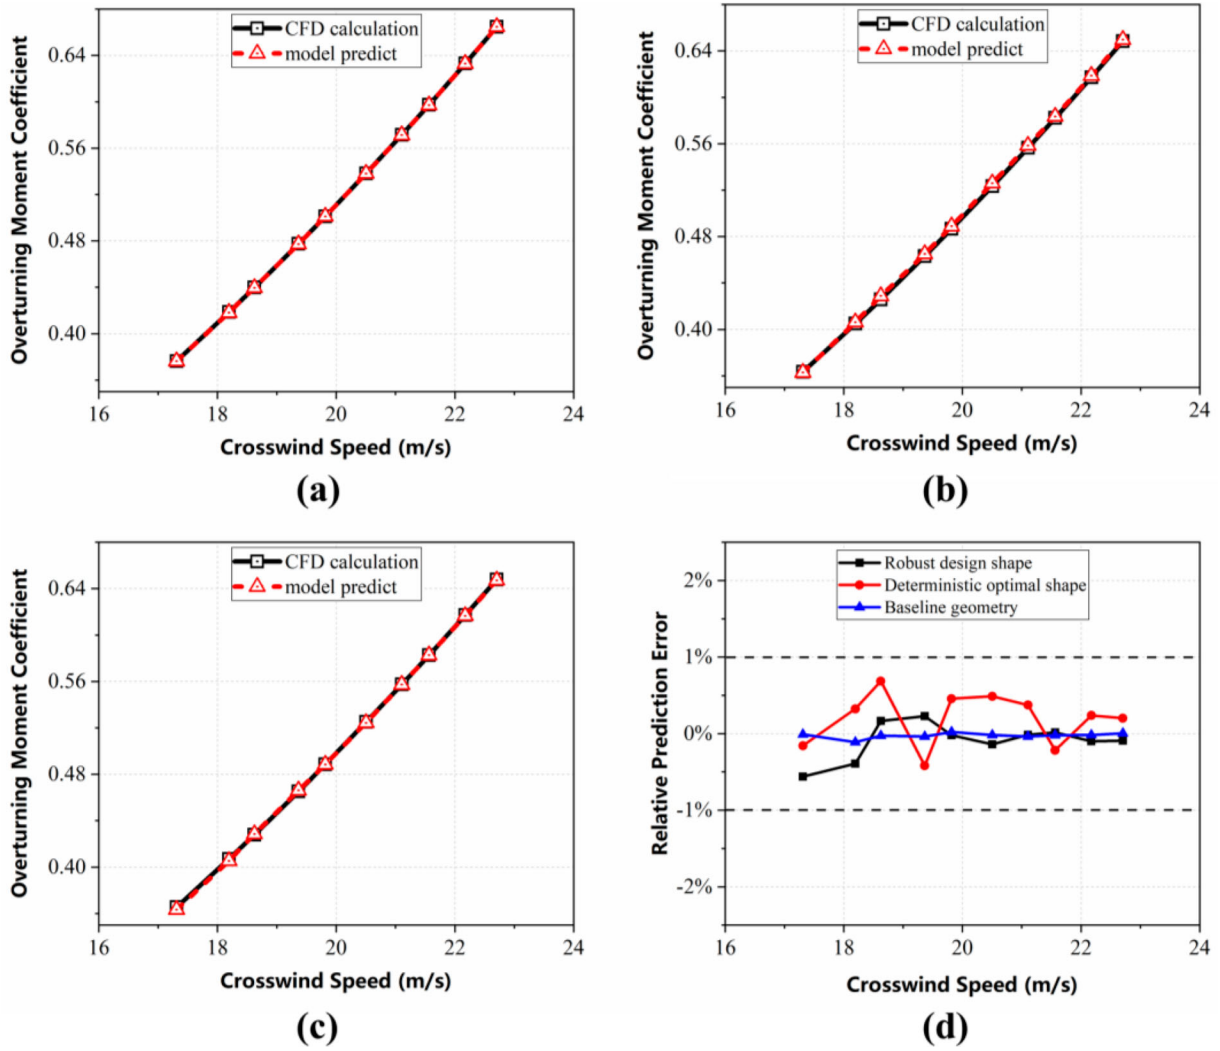 CFD calculation
model predict
Overturning Moment Coefficient
0.64
0.56
0.48
0.40
16
18
20
22
24
Crosswind Speed (m/s)
(a)
CFD calculation
model predict
Overturning Moment Coefficient
0.64
0.56
0.48
0.40
16
18
20
22
24
Crosswind Speed (m/s)
(b)
CFD calculation
model predict
Overturning Moment Coefficient
0.64
0.56
0.48
0.40
16
18
20
22
24
Crosswind Speed (m/s)
(c)
Robust design shape
Deterministic optimal shape
Baseline geometry
Relative Prediction Error
2%
1%
0%
-1%
-2%
16
18
20
22
24
Crosswind Speed (m/s)
(d)